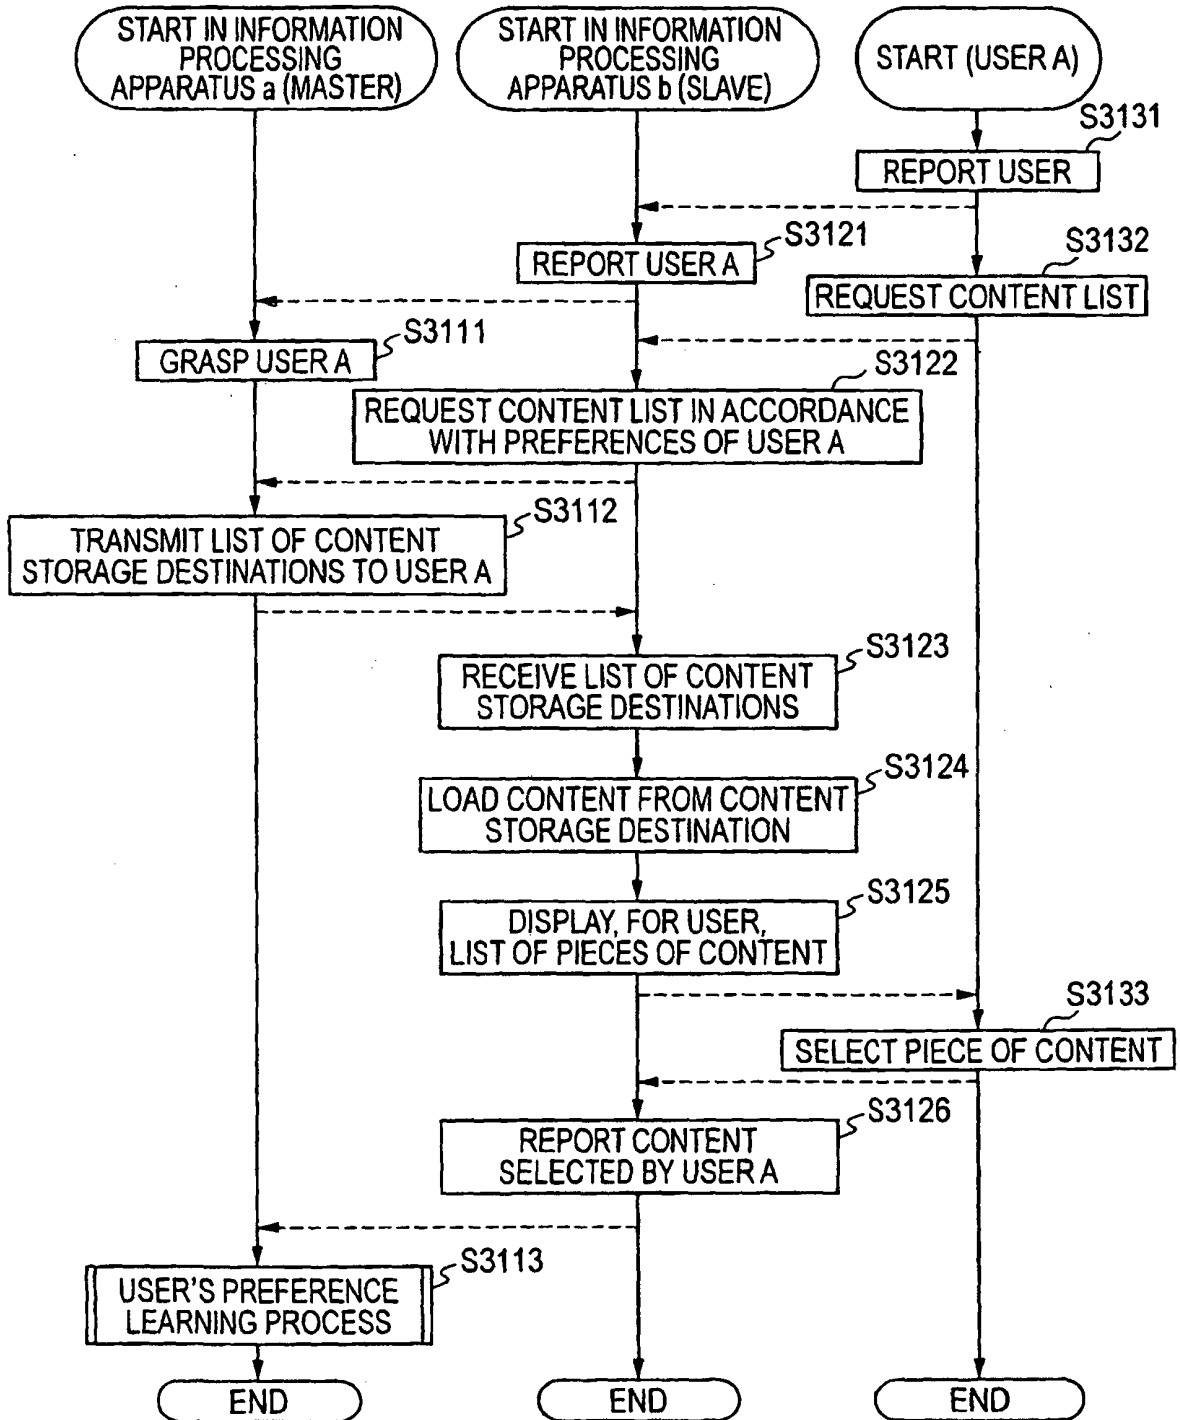 START IN INFORMATION
PROCESSING
APPARATUS a (MASTER)
START IN INFORMATION
PROCESSING
APPARATUS b (SLAVE)
START (USER A)
S3131
REPORT USER
S3121
REPORT USER A
S3132
REQUEST CONTENT LIST
S3111
GRASP USER A
S3122
REQUEST CONTENT LIST IN ACCORDANCE
WITH PREFERENCES OF USER A
S3112
TRANSMIT LIST OF CONTENT
STORAGE DESTINATIONS TO USER A
S3123
RECEIVE LIST OF CONTENT
STORAGE DESTINATIONS
S3124
LOAD CONTENT FROM CONTENT
STORAGE DESTINATION
S3125
DISPLAY, FOR USER,
LIST OF PIECES OF CONTENT
S3133
SELECT PIECE OF CONTENT
S3126
REPORT CONTENT
SELECTED BY USER A
S3113
USER'S PREFERENCE
LEARNING PROCESS
END
END
END